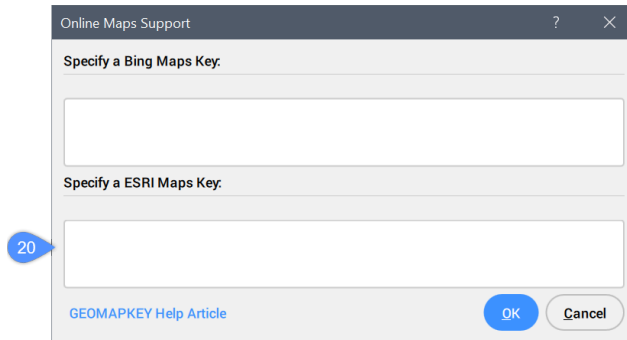 Online Maps Support ? ×
Specify a Bing Maps Key:
Specify a ESRI Maps Key:
20
GEOMAPKEY Help Article OK Cancel